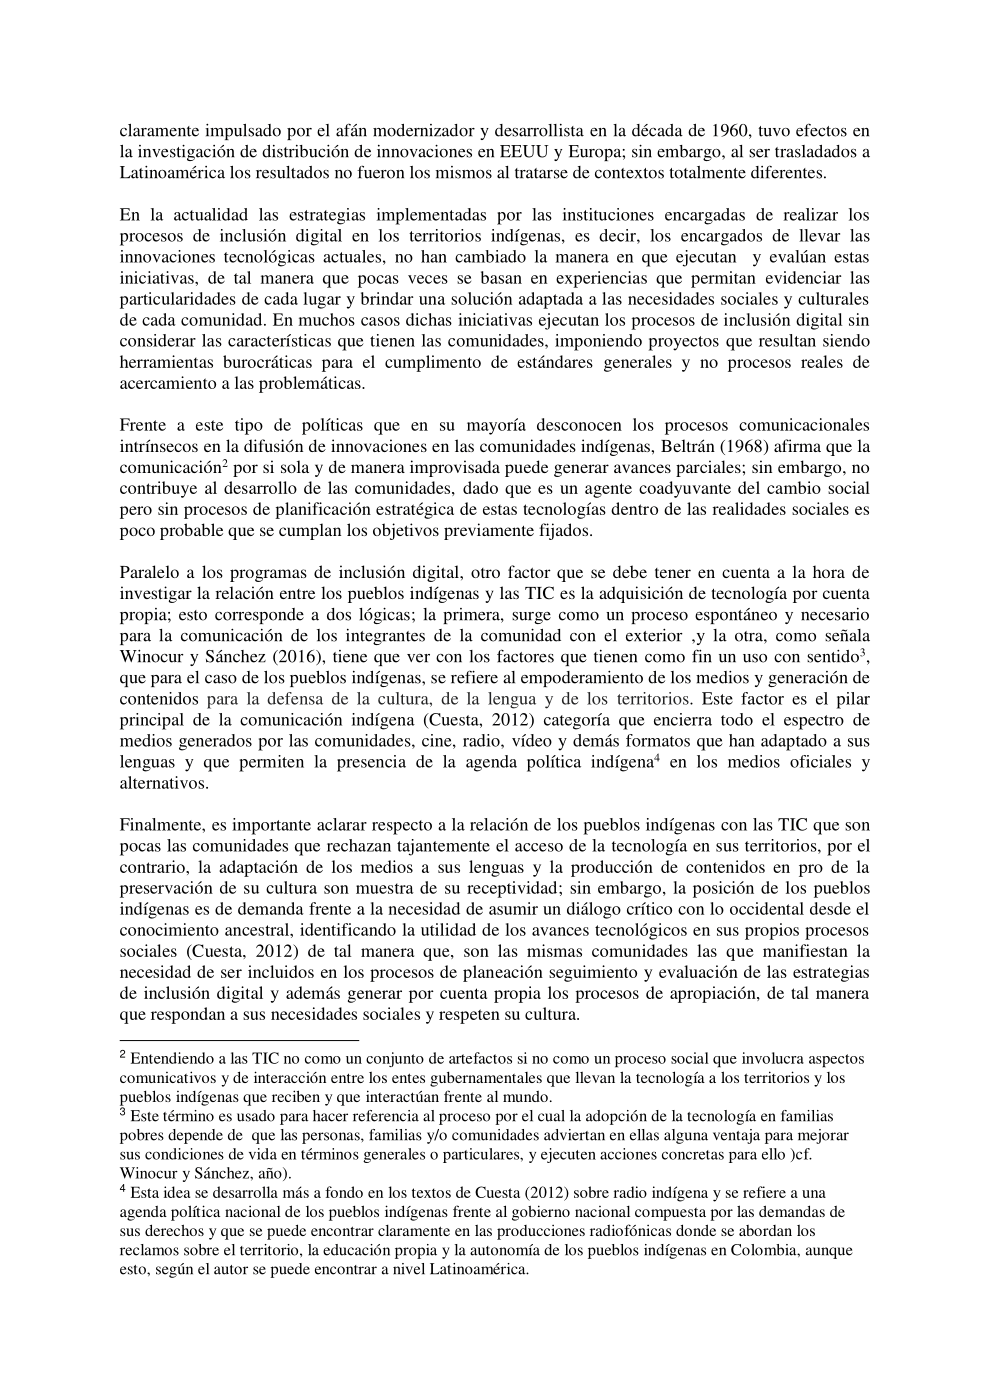 claramente impulsado por el afán modernizador y desarrollista en la década de 1960, tuvo efectos en
la investigación de distribución de innovaciones en EEUU y Europa; sin embargo, al ser trasladados a
Latinoamérica los resultados no fueron los mismos al tratarse de contextos totalmente diferentes.
En la actualidad las estrategias implementadas por las instituciones encargadas de realizar los
procesos de inclusión digital en los territorios indígenas, es decir, los encargados de llevar las
innovaciones tecnológicas actuales, no han cambiado la manera en que ejecutan  y evalúan estas
iniciativas, de tal manera que pocas veces se basan en experiencias que permitan evidenciar las
particularidades de cada lugar y brindar una solución adaptada a las necesidades sociales y culturales
de cada comunidad. En muchos casos dichas iniciativas ejecutan los procesos de inclusión digital sin
considerar las características que tienen las comunidades, imponiendo proyectos que resultan siendo
herramientas burocráticas para el cumplimento de estándares generales y no procesos reales de
acercamiento a las problemáticas.
Frente a este tipo de políticas que en su mayoría desconocen los procesos comunicacionales
intrínsecos en la difusión de innovaciones en las comunidades indígenas, Beltrán (1968) afirma que la
comunicación² por si sola y de manera improvisada puede generar avances parciales; sin embargo, no
contribuye al desarrollo de las comunidades, dado que es un agente coadyuvante del cambio social
pero sin procesos de planificación estratégica de estas tecnologías dentro de las realidades sociales es
poco probable que se cumplan los objetivos previamente fijados.
Paralelo a los programas de inclusión digital, otro factor que se debe tener en cuenta a la hora de
investigar la relación entre los pueblos indígenas y las TIC es la adquisición de tecnología por cuenta
propia; esto corresponde a dos lógicas; la primera, surge como un proceso espontáneo y necesario
para la comunicación de los integrantes de la comunidad con el exterior ,y la otra, como señala
Winocur y Sánchez (2016), tiene que ver con los factores que tienen como fin un uso con sentido³,
que para el caso de los pueblos indígenas, se refiere al empoderamiento de los medios y generación de
contenidos para la defensa de la cultura, de la lengua y de los territorios. Este factor es el pilar
principal de la comunicación indígena (Cuesta, 2012) categoría que encierra todo el espectro de
medios generados por las comunidades, cine, radio, vídeo y demás formatos que han adaptado a sus
lenguas y que permiten la presencia de la agenda política indígena⁴ en los medios oficiales y
alternativos.
Finalmente, es importante aclarar respecto a la relación de los pueblos indígenas con las TIC que son
pocas las comunidades que rechazan tajantemente el acceso de la tecnología en sus territorios, por el
contrario, la adaptación de los medios a sus lenguas y la producción de contenidos en pro de la
preservación de su cultura son muestra de su receptividad; sin embargo, la posición de los pueblos
indígenas es de demanda frente a la necesidad de asumir un diálogo crítico con lo occidental desde el
conocimiento ancestral, identificando la utilidad de los avances tecnológicos en sus propios procesos
sociales (Cuesta, 2012) de tal manera que, son las mismas comunidades las que manifiestan la
necesidad de ser incluidos en los procesos de planeación seguimiento y evaluación de las estrategias
de inclusión digital y además generar por cuenta propia los procesos de apropiación, de tal manera
que respondan a sus necesidades sociales y respeten su cultura.
² Entendiendo a las TIC no como un conjunto de artefactos si no como un proceso social que involucra aspectos
comunicativos y de interacción entre los entes gubernamentales que llevan la tecnología a los territorios y los
pueblos indígenas que reciben y que interactúan frente al mundo.
³ Este término es usado para hacer referencia al proceso por el cual la adopción de la tecnología en familias
pobres depende de  que las personas, familias y/o comunidades adviertan en ellas alguna ventaja para mejorar
sus condiciones de vida en términos generales o particulares, y ejecuten acciones concretas para ello )cf.
Winocur y Sánchez, año).
⁴ Esta idea se desarrolla más a fondo en los textos de Cuesta (2012) sobre radio indígena y se refiere a una
agenda política nacional de los pueblos indígenas frente al gobierno nacional compuesta por las demandas de
sus derechos y que se puede encontrar claramente en las producciones radiofónicas donde se abordan los
reclamos sobre el territorio, la educación propia y la autonomía de los pueblos indígenas en Colombia, aunque
esto, según el autor se puede encontrar a nivel Latinoamérica.